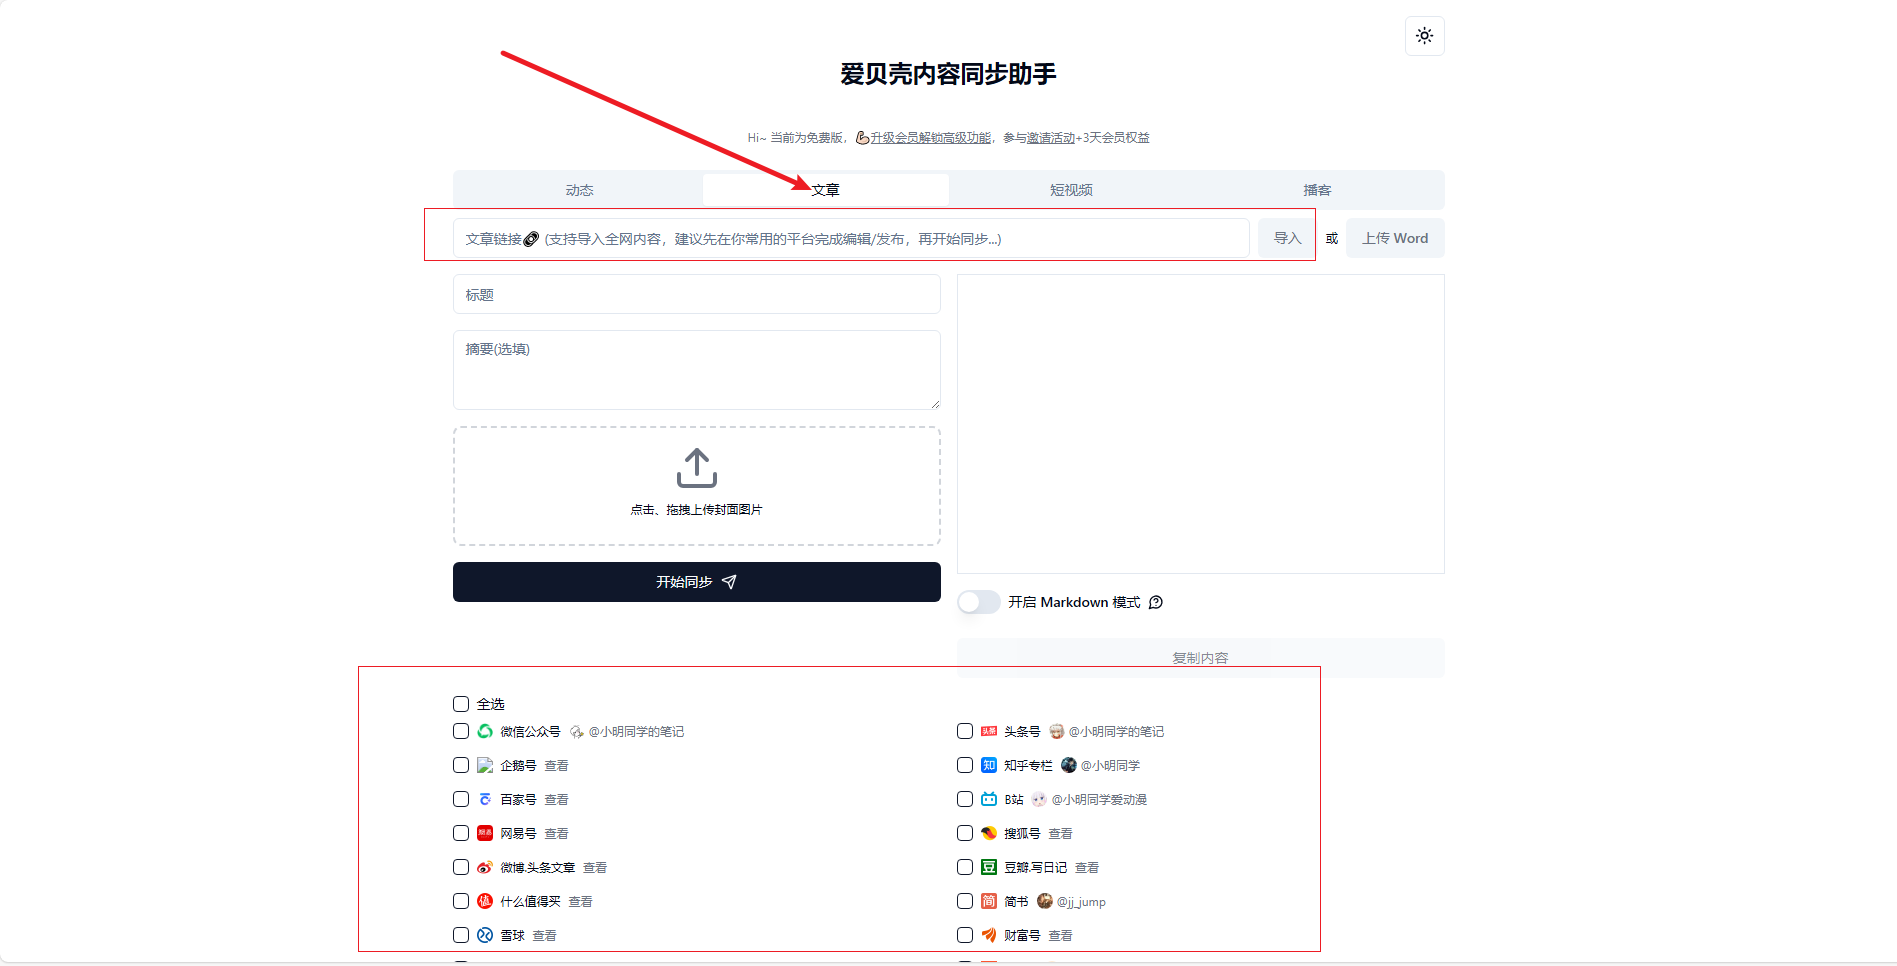 爱贝壳内容同步助手
Hi~ 当前为免费版，💪升级会员解锁高级功能，参与邀请活动+3天会员权益
动态 文章 短视频 播客
文章链接 (支持导入全网内容，建议先在你常用的平台完成编辑/发布，再开始同步...) 导入 或 上传 Word
标题
摘要(选填)
点击、拖拽上传封面图片
开始同步
开启 Markdown 模式
复制内容
全选
微信公众号 @小明同学的笔记 头条 头条号 @小明同学的笔记
企鹅号 查看 知 知乎专栏 @小明同学
百家号 查看 B站 @小明同学爱动漫
网易号 查看 搜狐号 查看
微博.头条文章 查看 豆 豆瓣.写日记 查看
值 什么值得买 查看 简 简书 @jj_jump
雪球 查看 财富号 查看